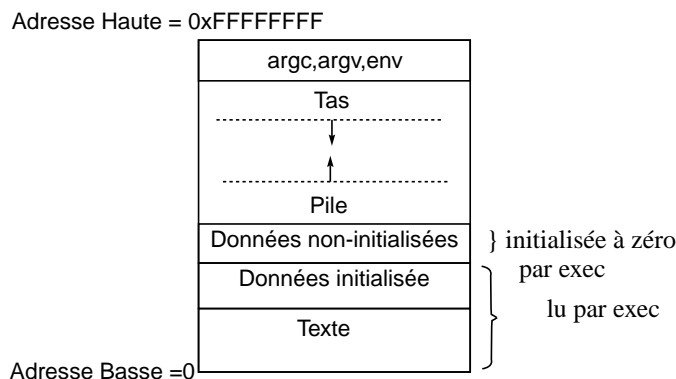 Adresse Haute = 0xFFFFFFFF
argc,argv,env
Tas
Pile
Données non-initialisées
} initialisée à zéro
par exec
Données initialisée
lu par exec
Texte
Adresse Basse =0